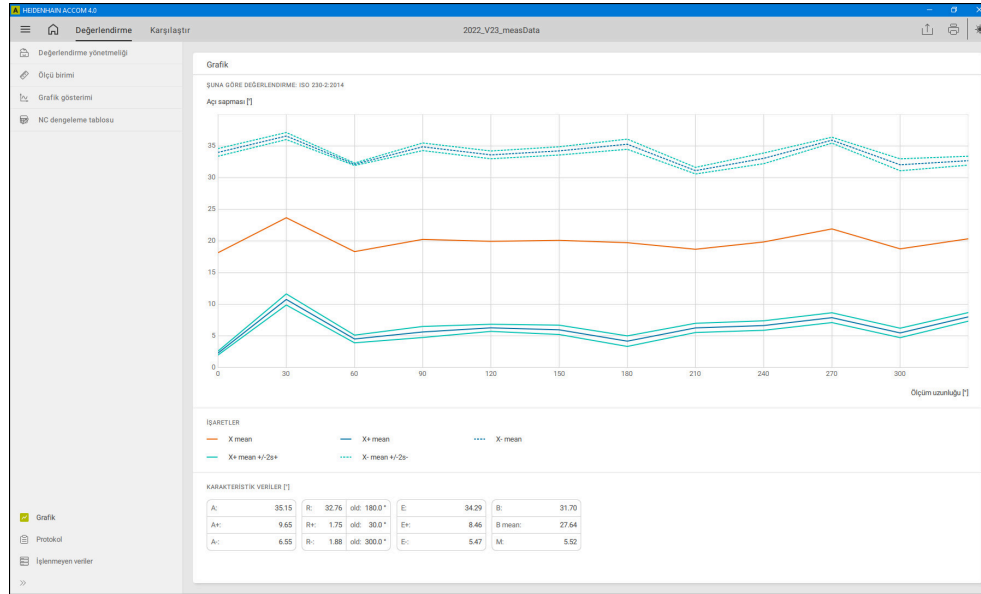 A HEIDENHAIN ACCOM 4.0
Değerlendirme Karşılaştır 2022_V23_measData
Değerlendirme yönetmeliği
Ölçü birimi
Grafik gösterimi
NC dengeleme tablosu
Grafik
ŞUNA GÖRE DEĞERLENDİRME: ISO 230-2:2014
Açı sapması ["]
35
30
25
20
15
10
5
0
0 30 60 90 120 150 180 210 240 270 300
Ölçüm uzunluğu [°]
İŞARETLER
X mean X+ mean X- mean
X+ mean +/-2s+ X- mean +/-2s-
KARAKTERİSTİK VERİLER ["]
A: 35.15 R: 32.76 old: 180.0 ° E: 34.29 B: 31.70
A+: 9.65 R+: 1.75 old: 30.0 ° E+: 8.46 B mean: 27.64
A-: 6.55 R-: 1.88 old: 300.0 ° E-: 5.47 M: 5.52
Grafik
Protokol
İşlenmeyen veriler